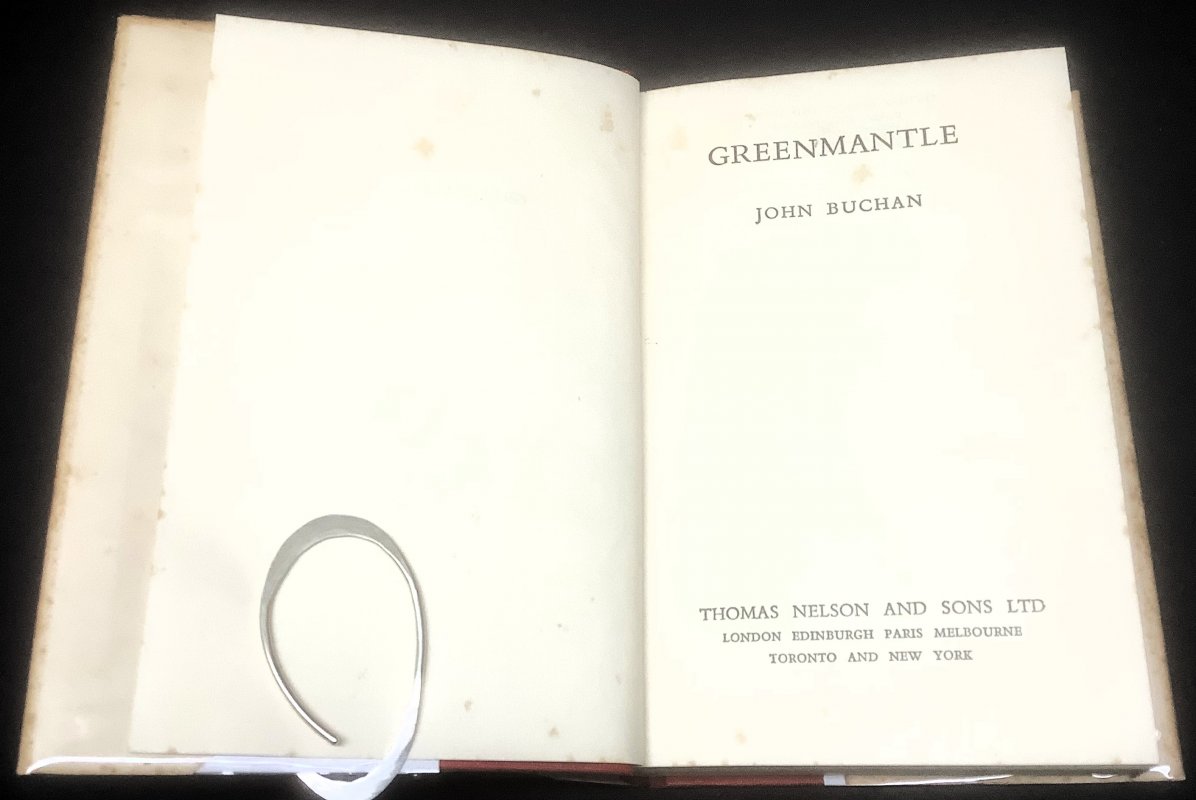 GREENMANTLE
JOHN BUCHAN
THOMAS NELSON AND SONS LTD
LONDON EDINBURGH PARIS MELBOURNE
TORONTO AND NEW YORK